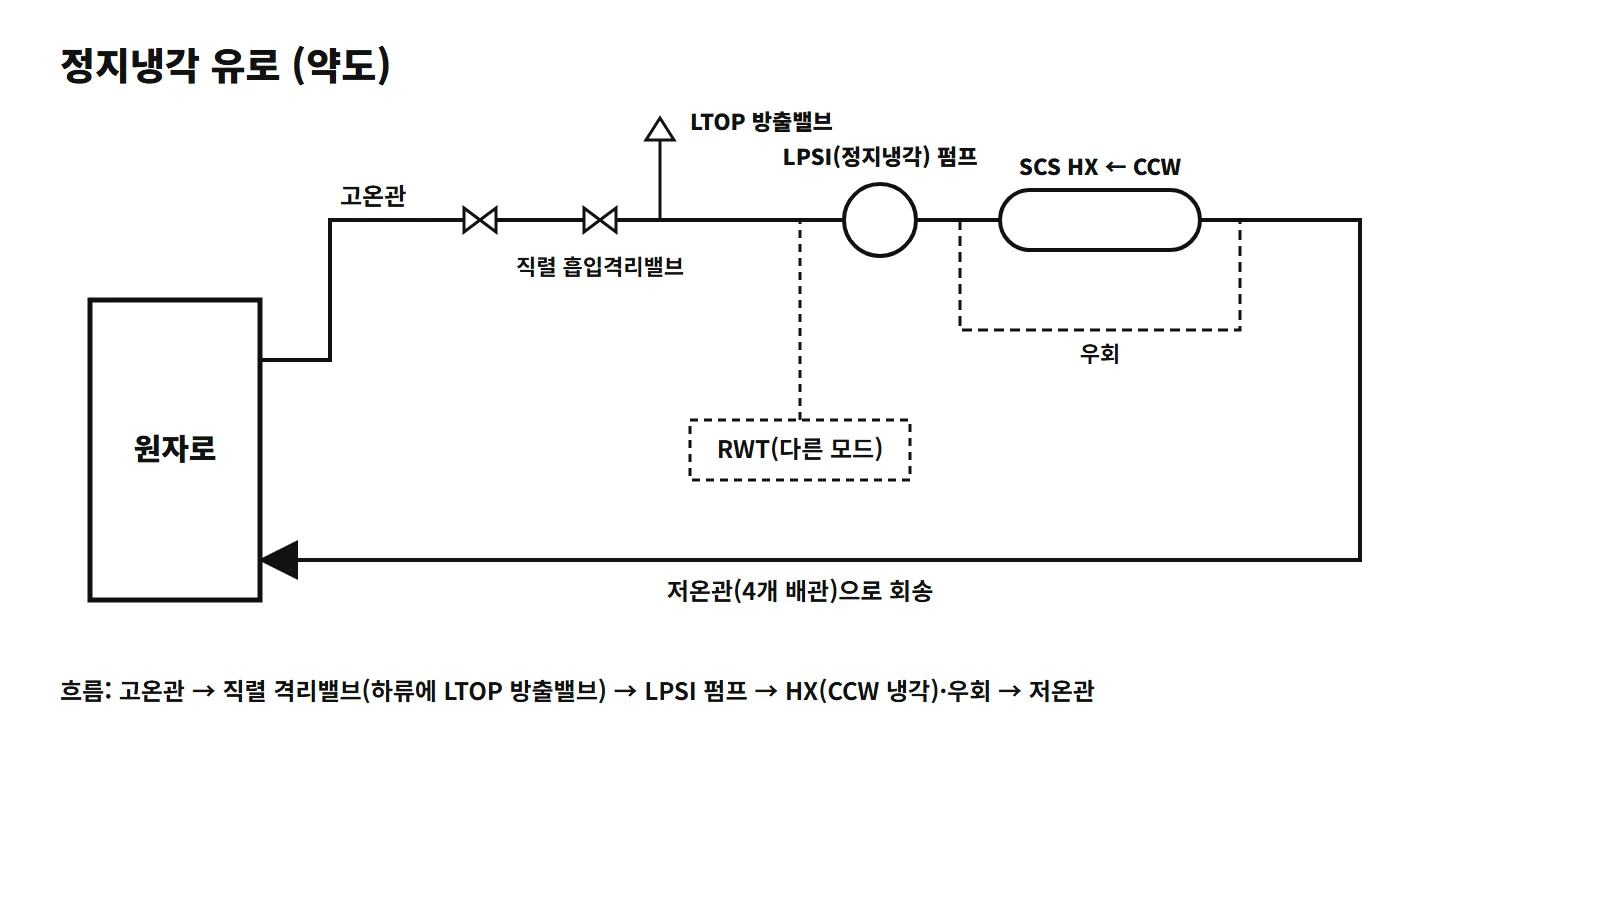 정지냉각 유로 (약도)
LTOP 방출밸브
LPSI(정지냉각) 펌프
SCS HX ← CCW
고온관
직렬 흡입격리밸브
우회
원자로
RWT(다른 모드)
저온관(4개 배관)으로 회송
흐름: 고온관 → 직렬 격리밸브(하류에 LTOP 방출밸브) → LPSI 펌프 → HX(CCW 냉각)·우회 → 저온관